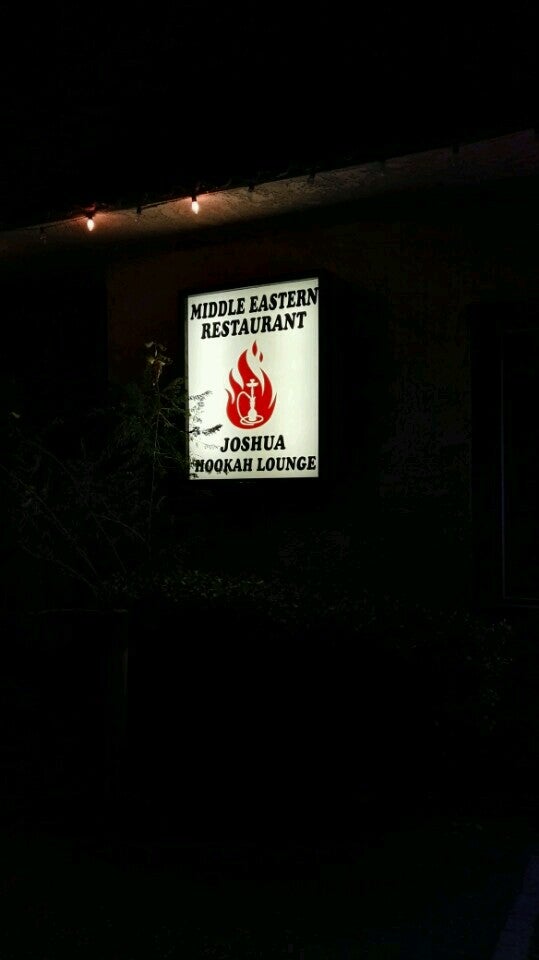 MIDDLE EASTERN
RESTAURANT
JOSHUA
HOOKAH LOUNGE